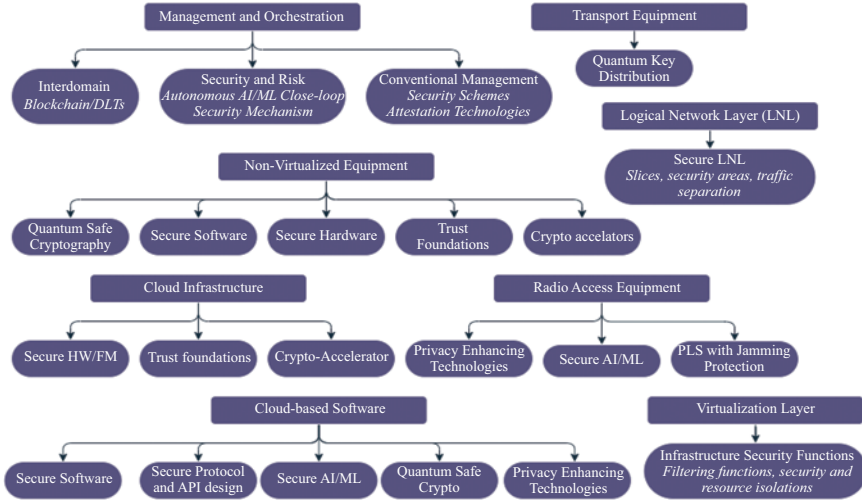 Management and Orchestration
Interdomain
Blockchain/DLTs
Security and Risk
Autonomous AI/ML Close-loop
Security Mechanism
Conventional Management
Security Schemes
Attestation Technologies
Transport Equipment
Quantum Key
Distribution
Logical Network Layer (LNL)
Secure LNL
Slices, security areas, traffic
separation
Non-Virtualized Equipment
Quantum Safe
Cryptography
Secure Software
Secure Hardware
Trust
Foundations
Crypto accelators
Cloud Infrastructure
Secure HW/FM
Trust foundations
Crypto-Accelerator
Radio Access Equipment
Privacy Enhancing
Technologies
Secure AI/ML
PLS with Jamming
Protection
Cloud-based Software
Secure Software
Secure Protocol
and API design
Secure AI/ML
Quantum Safe
Crypto
Privacy Enhancing
Technologies
Virtualization Layer
Infrastructure Security Functions
Filtering functions, security and
resource isolations